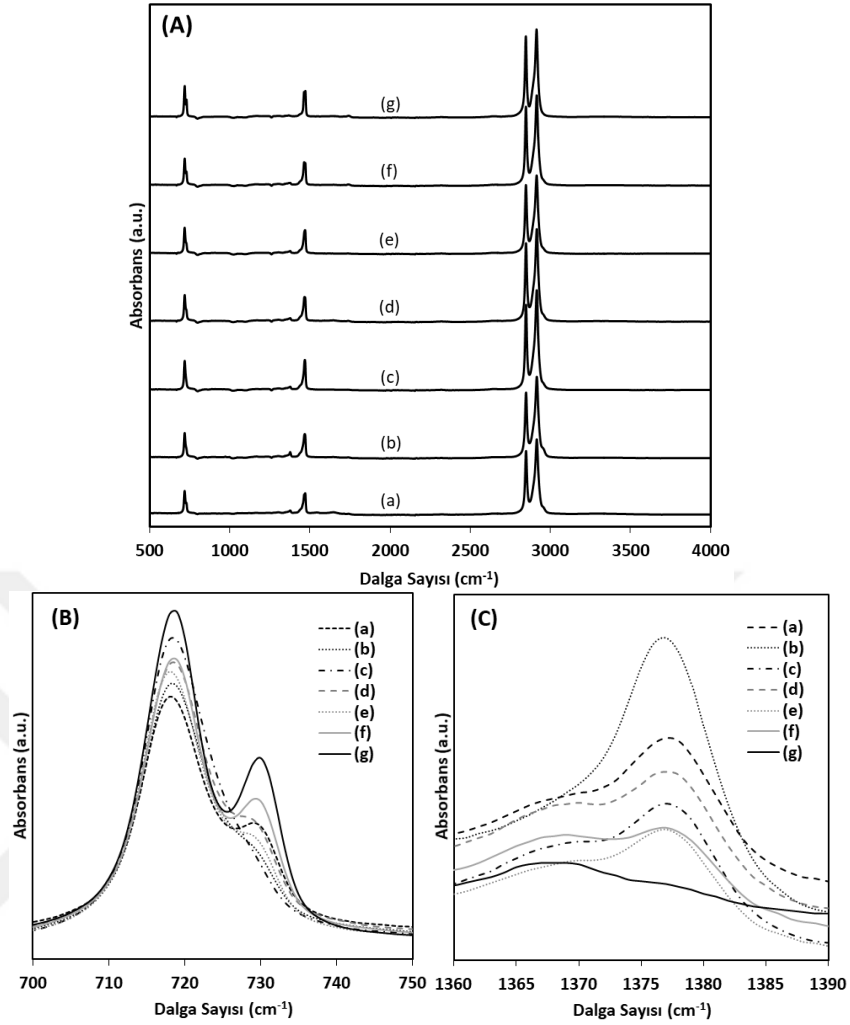 (A)
(g)
(f)
(e)
(d)
(c)
(b)
(a)
Absorbans (a.u.)
500 1000 1500 2000 2500 3000 3500 4000
Dalga Sayısı (cm-1)
(B)
(a)
(b)
(c)
(d)
(e)
(f)
(g)
Absorbans (a.u.)
700 710 720 730 740 750
Dalga Sayısı (cm-1)
(C)
(a)
(b)
(c)
(d)
(e)
(f)
(g)
Absorbans (a.u.)
1360 1365 1370 1375 1380 1385 1390
Dalga Sayısı (cm-1)